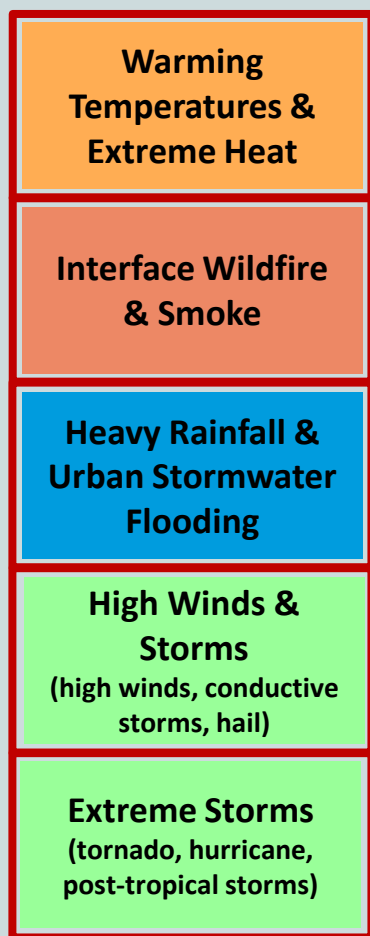 Warming
Temperatures &
Extreme Heat
Interface Wildfire
& Smoke
Heavy Rainfall &
Urban Stormwater
Flooding
High Winds &
Storms
(high winds, conductive
storms, hail)
Extreme Storms
(tornado, hurricane,
post-tropical storms)